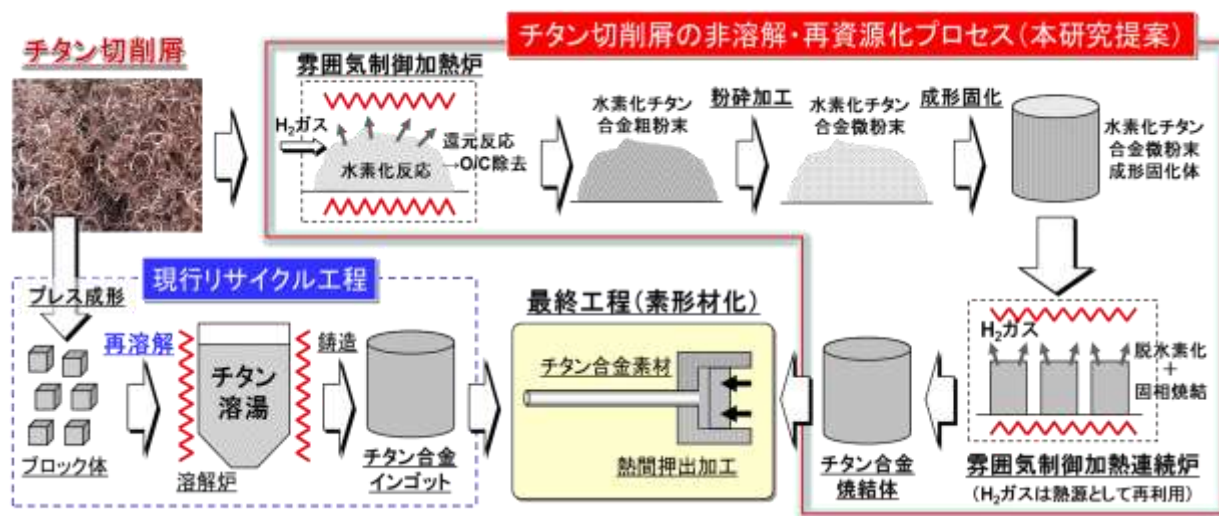 チタン切削屑の非溶解・再資源化プロセス(本研究提案)
チタン切削屑
雰囲気制御加熱炉
H₂ガス
還元反応
→O/C除去
水素化反応
水素化チタン
合金粗粉末
粉砕加工
水素化チタン
合金微粉末
成形固化
水素化チタン
合金微粉末
成形固化体
現行リサイクル工程
プレス成形
ブロック体
再溶解
チタン
溶湯
溶解炉
鋳造
チタン合金
インゴット
最終工程(素形材化)
チタン合金素材
熱間押出加工
チタン合金
焼結体
H₂ガス
脱水素化
+
固相焼結
雰囲気制御加熱連続炉
(H₂ガスは熱源として再利用)